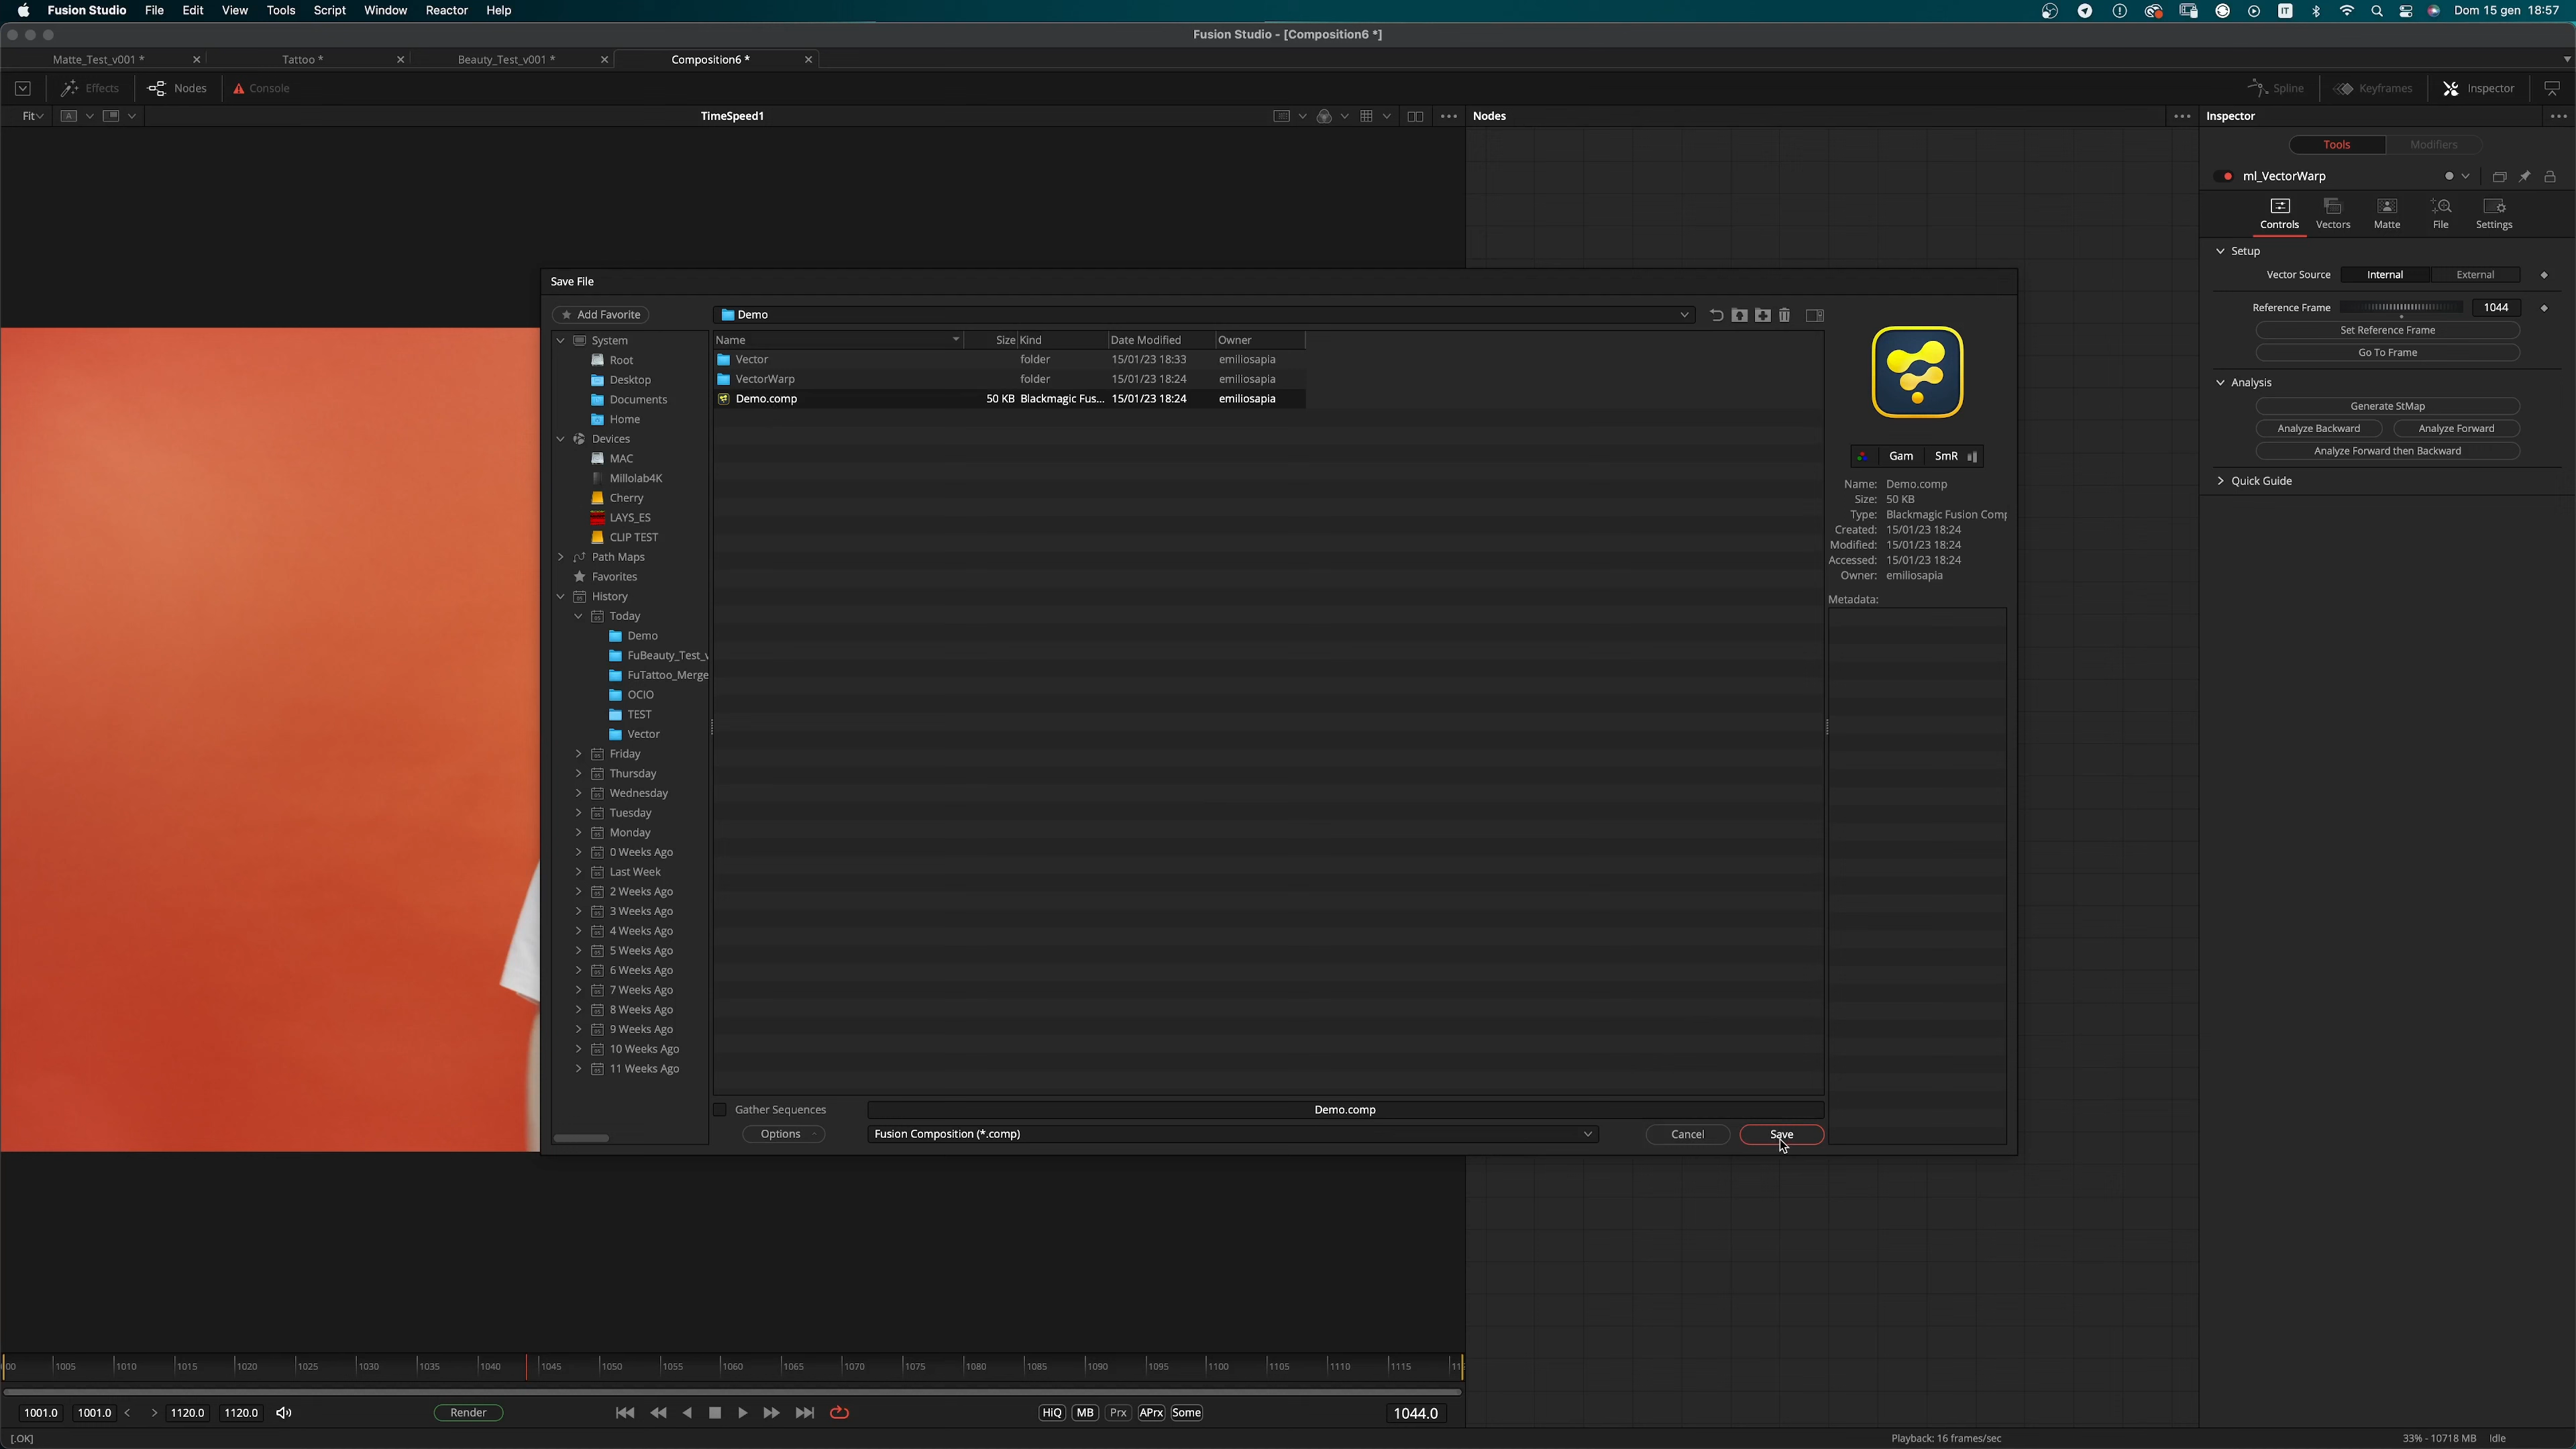 Fusion Studio File Edit View Tools Script Window Reactor Help
IT
Dom 15 gen 18:57
Fusion Studio - [Composition6 *]
Matte_Test_v001 *
Tattoo *
Beauty_Test_v001 *
Composition6 *
Effects
Nodes
Console
Spline
Keyframes
Inspector
Fit
A
TimeSpeed1
Nodes
Inspector
Tools
Modifiers
ml_VectorWarp
Controls
Vectors
Matte
File
Settings
Setup
Vector Source Internal External
Reference Frame 1044
Set Reference Frame
Go To Frame
Analysis
Generate StMap
Analyze Backward Analyze Forward
Analyze Forward then Backward
Quick Guide
Save File
Add Favorite
Demo
System
Root
Desktop
Documents
Home
Devices
MAC
Millolab4K
Cherry
LAYS_ES
CLIP TEST
Path Maps
Favorites
History
Today
Demo
FuBeauty_Test_v
FuTattoo_Merge
OCIO
TEST
Vector
Friday
Thursday
Wednesday
Tuesday
Monday
0 Weeks Ago
Last Week
2 Weeks Ago
3 Weeks Ago
4 Weeks Ago
5 Weeks Ago
6 Weeks Ago
7 Weeks Ago
8 Weeks Ago
9 Weeks Ago
10 Weeks Ago
11 Weeks Ago
Name Size Kind Date Modified Owner
Vector folder 15/01/23 18:33 emiliosapia
VectorWarp folder 15/01/23 18:24 emiliosapia
Demo.comp 50 KB Blackmagic Fus... 15/01/23 18:24 emiliosapia
Gam SmR
Name: Demo.comp
Size: 50 KB
Type: Blackmagic Fusion Comp
Created: 15/01/23 18:24
Modified: 15/01/23 18:24
Accessed: 15/01/23 18:24
Owner: emiliosapia
Metadata:
Gather Sequences
Demo.comp
Options
Fusion Composition (*.comp)
Cancel
Save
00 1005 1010 1015 1020 1025 1030 1035 1040 1045 1050 1055 1060 1065 1070 1075 1080 1085 1090 1095 1100 1105 1110 1115 11
1001.0 1001.0 < > 1120.0 1120.0
Render
HiQ MB Prx APrx Some
1044.0
[.OK]
Playback: 16 frames/sec
33% - 10718 MB Idle